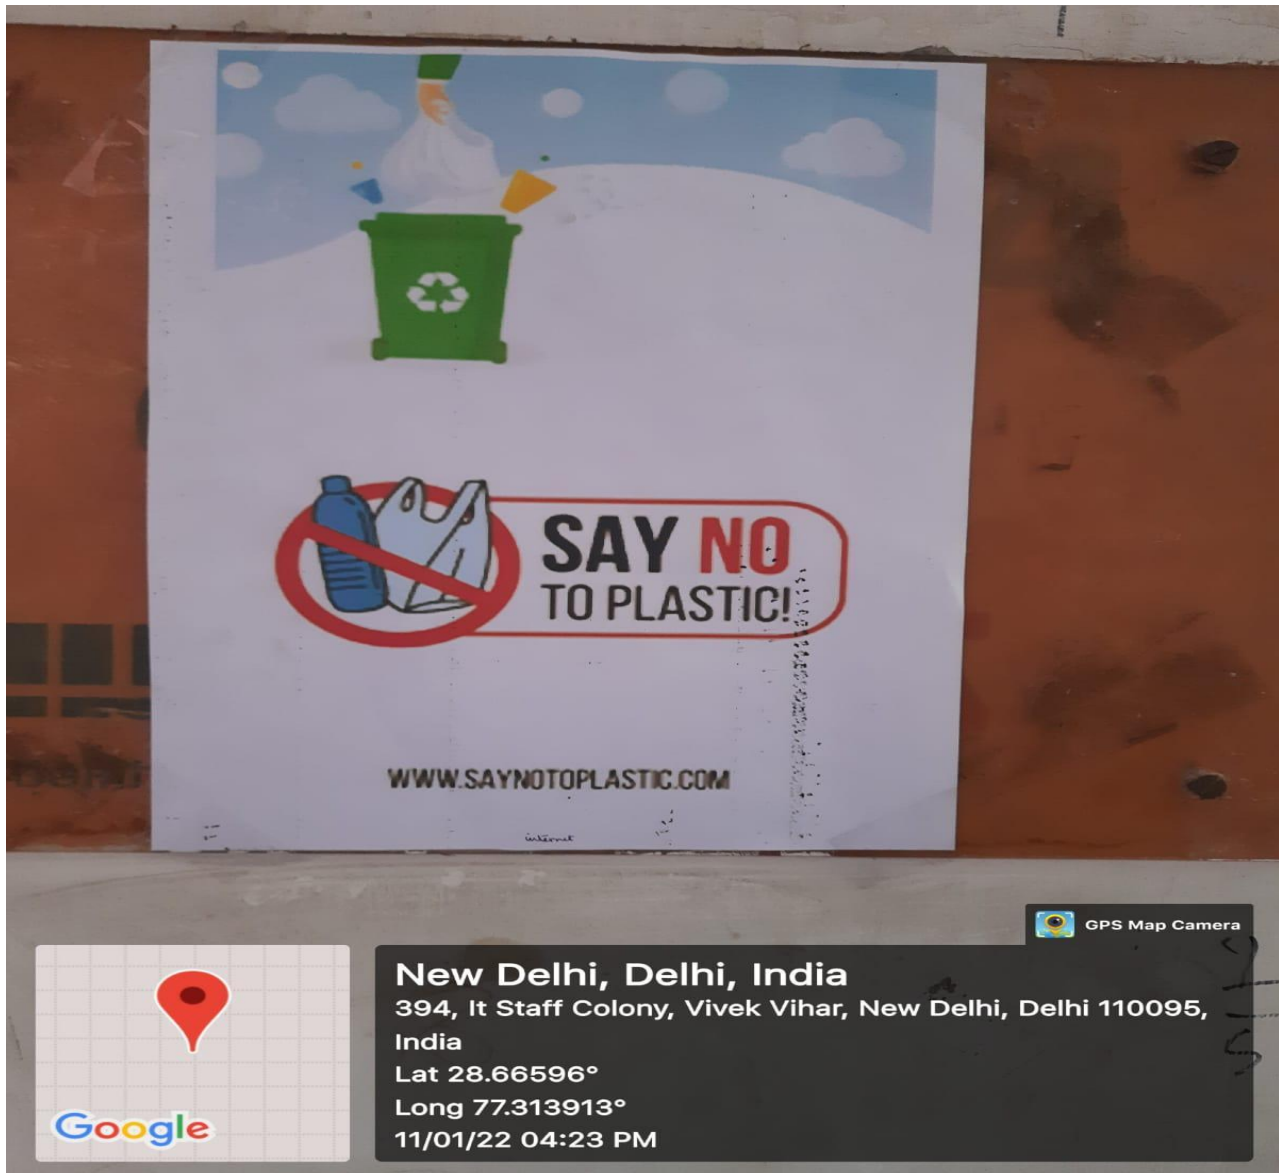 SAY NO
TO PLASTIC!
WWW.SAYNOTOPLASTIC.COM
internet
GPS Map Camera
New Delhi, Delhi, India
394, It Staff Colony, Vivek Vihar, New Delhi, Delhi 110095,
India
Lat 28.66596°
Long 77.313913°
11/01/22 04:23 PM
Google